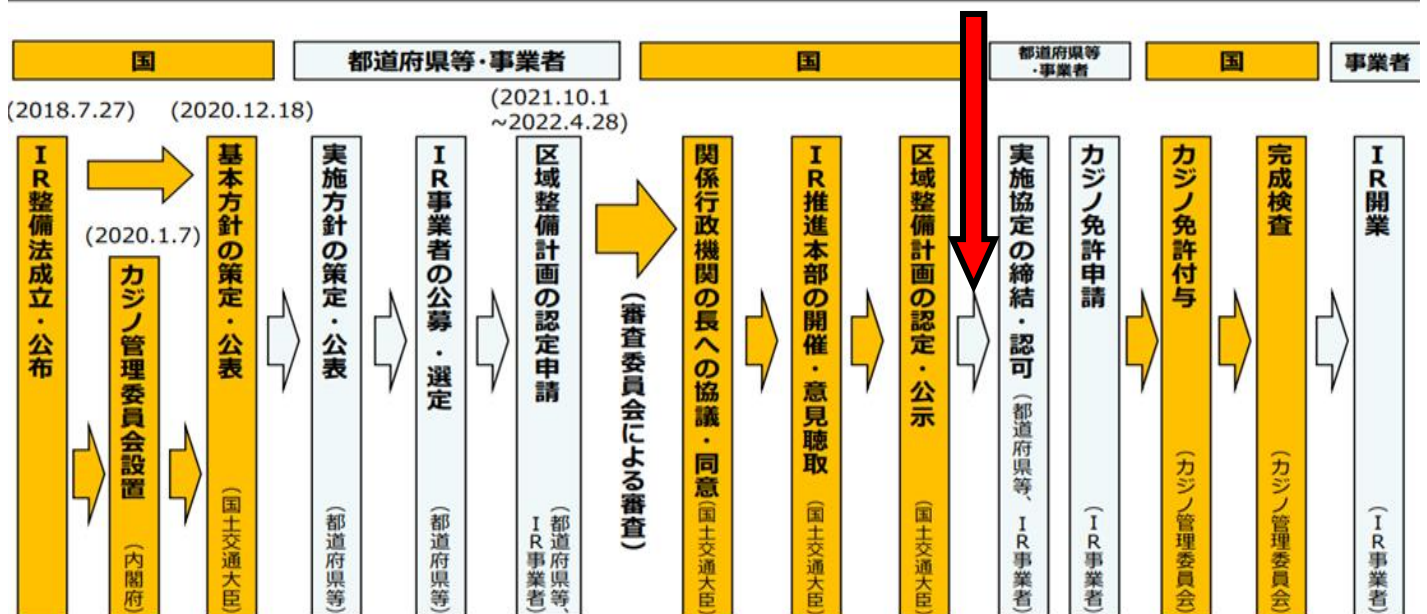 国
都道府県等・事業者
国
都道府県等
・事業者
国
事業者
(2018.7.27)
(2020.12.18)
(2021.10.1
~2022.4.28)
(2020.1.7)
IR整備法成立・公布
カジノ管理委員会設置
(内閣府)
基本方針の策定・公表
(国土交通大臣)
実施方針の策定・公表
(都道府県等)
IR事業者の公募・選定
(都道府県等)
区域整備計画の認定申請
(都道府県等、
IR事業者)
(審査委員会による審査)
関係行政機関の長への協議・同意
(国土交通大臣)
IR推進本部の開催・意見聴取
(国土交通大臣)
区域整備計画の認定・公示
(国土交通大臣)
実施協定の締結・認可
(都道府県等、IR事業者)
カジノ免許申請
(IR事業者)
カジノ免許付与
(カジノ管理委員会)
完成検査
(カジノ管理委員会)
IR開業
(IR事業者)